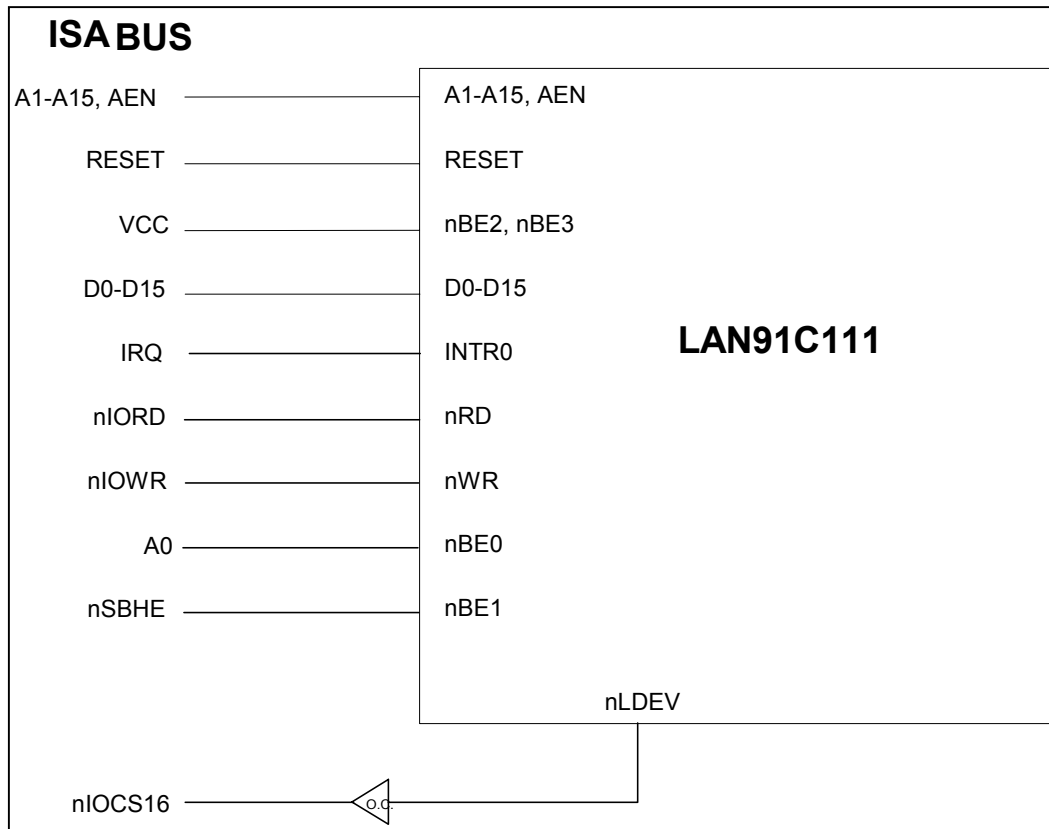 ISA BUS
A1-A15, AEN A1-A15, AEN
RESET RESET
VCC nBE2, nBE3
D0-D15 D0-D15
IRQ INTR0
LAN91C111
nIORD nRD
nIOWR nWR
A0 nBE0
nSBHE nBE1
nLDEV
nIOCS16 O.C.